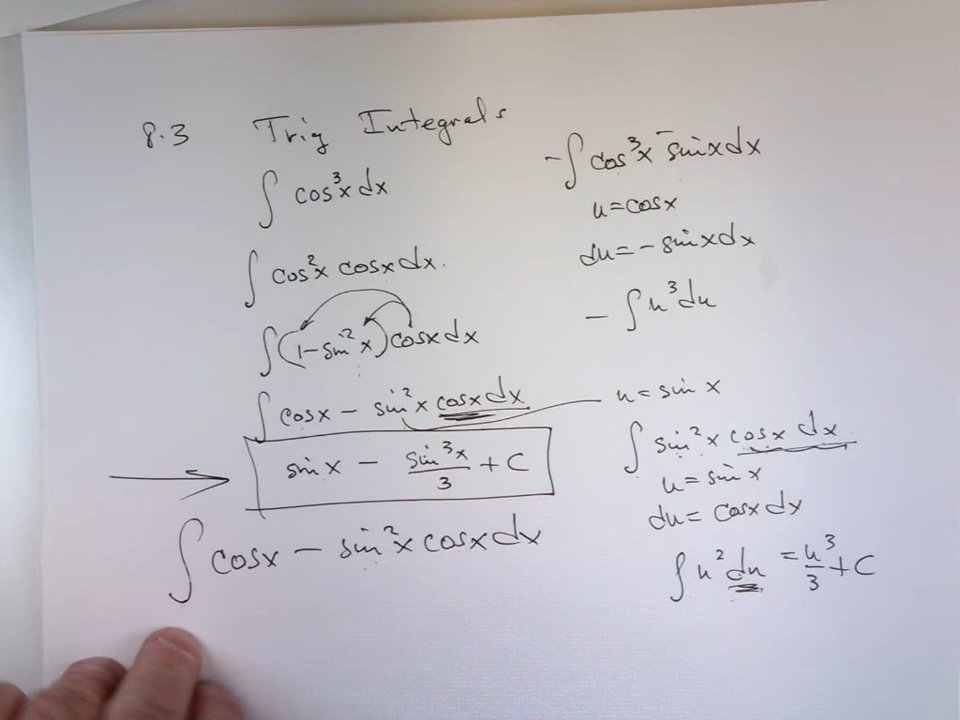 8.3 Trig Integrals
∫ cos³x dx
∫ cos²x cosx dx.
∫ (1 - sin²x) cosx dx
∫ cosx - sin²x cosx dx
sin x - sin³x/3 + C
∫ cosx - sin²x cosx dx
-∫ cos³x - sinx dx
u = cosx
du = - sinx dx
- ∫ u³ du
u = sin x
∫ sin²x cosx dx
u = sin x
du = cosx dx
∫ u² du = u³/3 + C